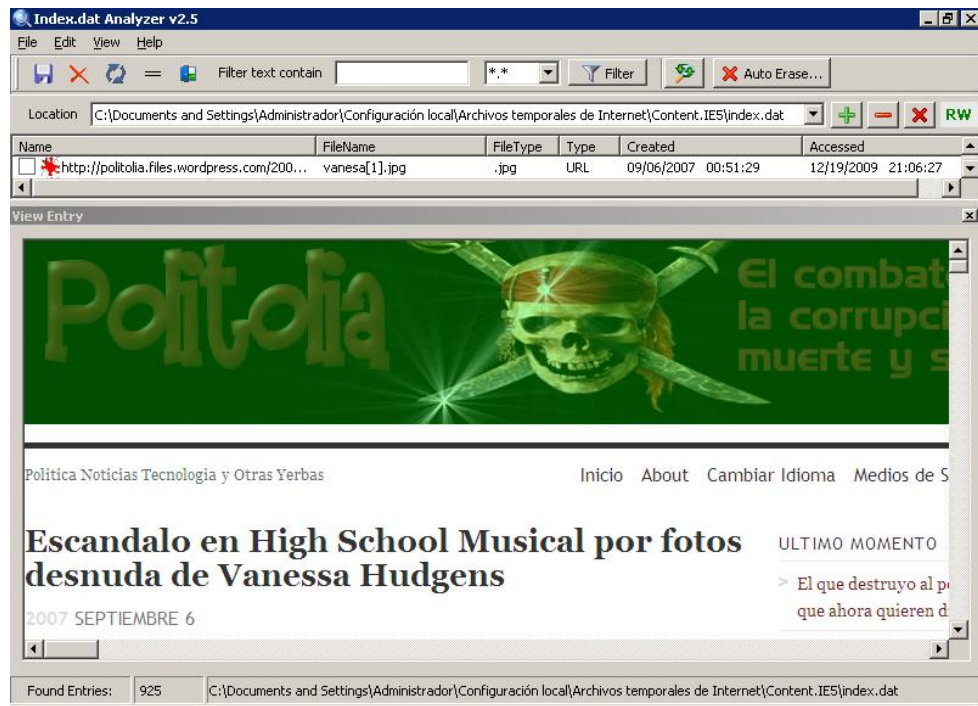 Index.dat Analyzer v2.5
File Edit View Help
Filter text contain *.* Filter Auto Erase...
Location C:\Documents and Settings\Administrador\Configuración local\Archivos temporales de Internet\Content.IE5\index.dat RW
Name FileName FileType Type Created Accessed
http://politolia.files.wordpress.com/200... vanesa[1].jpg .jpg URL 09/06/2007 00:51:29 12/19/2009 21:06:27
View Entry
Politolia
El combat
la corrupci
muerte y s
Politica Noticias Tecnologia y Otras Yerbas
Inicio About Cambiar Idioma Medios de S
Escandalo en High School Musical por fotos
desnuda de Vanessa Hudgens
2007 SEPTIEMBRE 6
ULTIMO MOMENTO
> El que destruyo al p
que ahora quieren d
Found Entries: 925 C:\Documents and Settings\Administrador\Configuración local\Archivos temporales de Internet\Content.IE5\index.dat